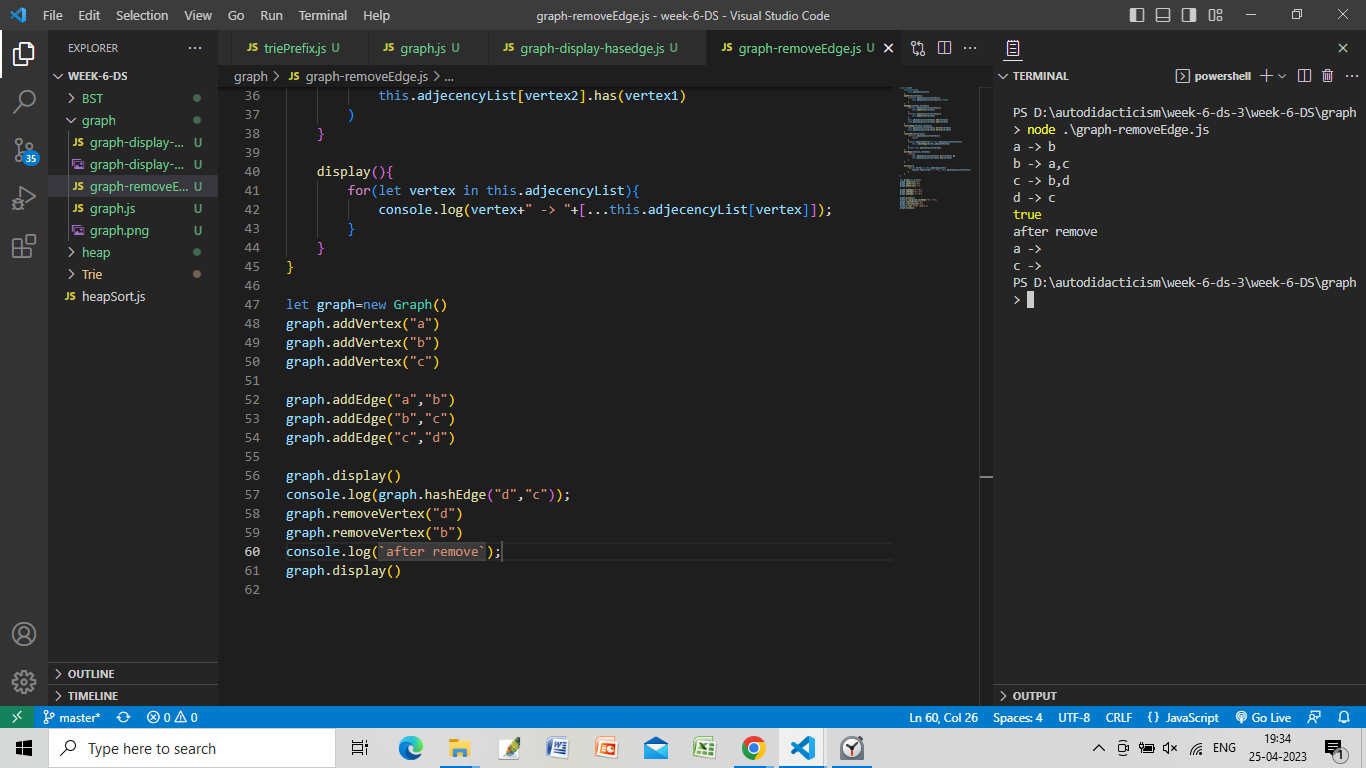 File Edit Selection View Go Run Terminal Help
graph-removeEdge.js - week-6-DS - Visual Studio Code
EXPLORER
WEEK-6-DS
BST
graph
JS graph-display-... U
graph-display-... U
JS graph-removeE... U
JS graph.js U
graph.png U
heap
Trie
JS heapSort.js
OUTLINE
TIMELINE
35
JS triePrefix.js U
JS graph.js U
JS graph-display-hasedge.js U
JS graph-removeEdge.js U
graph > JS graph-removeEdge.js > ...
36 this.adjecencyList[vertex2].has(vertex1)
37 )
38 }
39
40 display(){
41 for(let vertex in this.adjecencyList){
42 console.log(vertex+" -> "+[...this.adjecencyList[vertex]]);
43 }
44 }
45 }
46
47 let graph=new Graph()
48 graph.addVertex("a")
49 graph.addVertex("b")
50 graph.addVertex("c")
51
52 graph.addEdge("a","b")
53 graph.addEdge("b","c")
54 graph.addEdge("c","d")
55
56 graph.display()
57 console.log(graph.hashEdge("d","c"));
58 graph.removeVertex("d")
59 graph.removeVertex("b")
60 console.log(`after remove`);
61 graph.display()
62
TERMINAL
powershell
PS D:\autodidacticism\week-6-ds-3\week-6-DS\graph
> node .\graph-removeEdge.js
a -> b
b -> a,c
c -> b,d
d -> c
true
after remove
a ->
c ->
PS D:\autodidacticism\week-6-ds-3\week-6-DS\graph
>
OUTPUT
master* 0 0
Ln 60, Col 26 Spaces: 4 UTF-8 CRLF {} JavaScript Go Live
Type here to search
ENG
19:34
25-04-2023
1